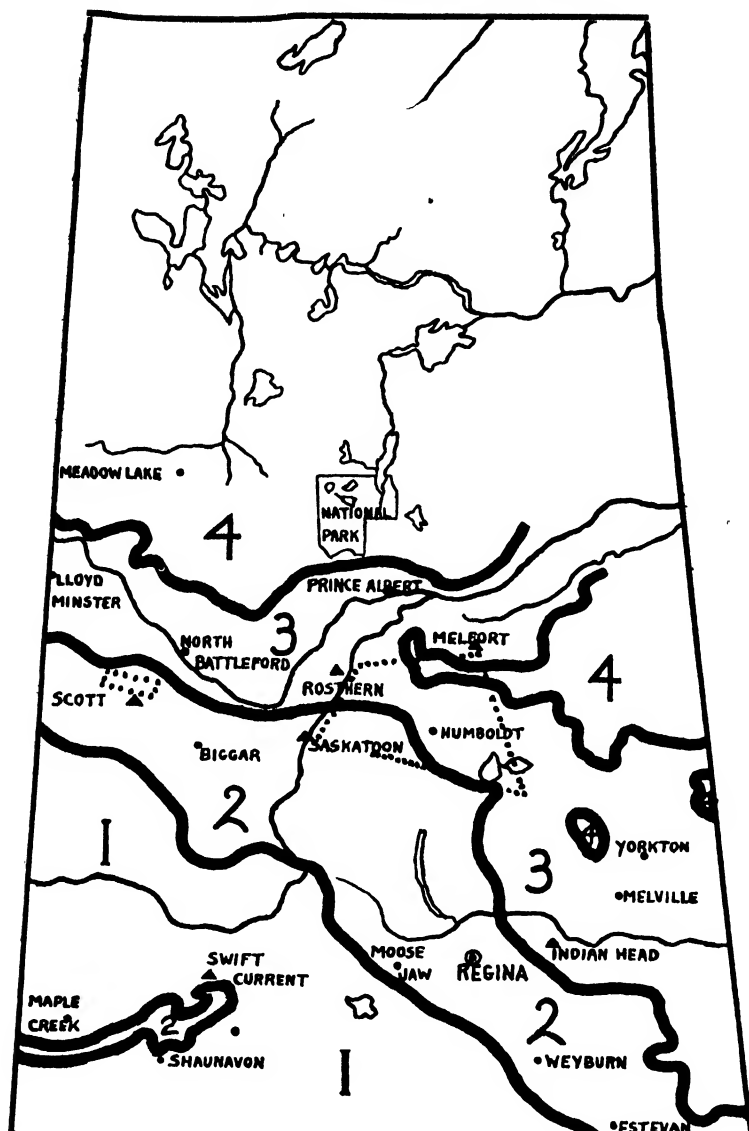 MEADOW LAKE
4
NATIONAL
PARK
LLOYD
MINSTER
PRINCE ALBERT
3
NORTH
BATTLEFORD
MELFORT
4
ROSTHERN
SCOTT
HUMBOLDT
SASKATOON
BIGGAR
2
I
4
YORKTON
3
MELVILLE
MOOSE
JAW
REGINA
INDIAN HEAD
SWIFT
CURRENT
MAPLE
CREEK
2
2
SHAUNAVON
I
WEYBURN
ESTEVAN